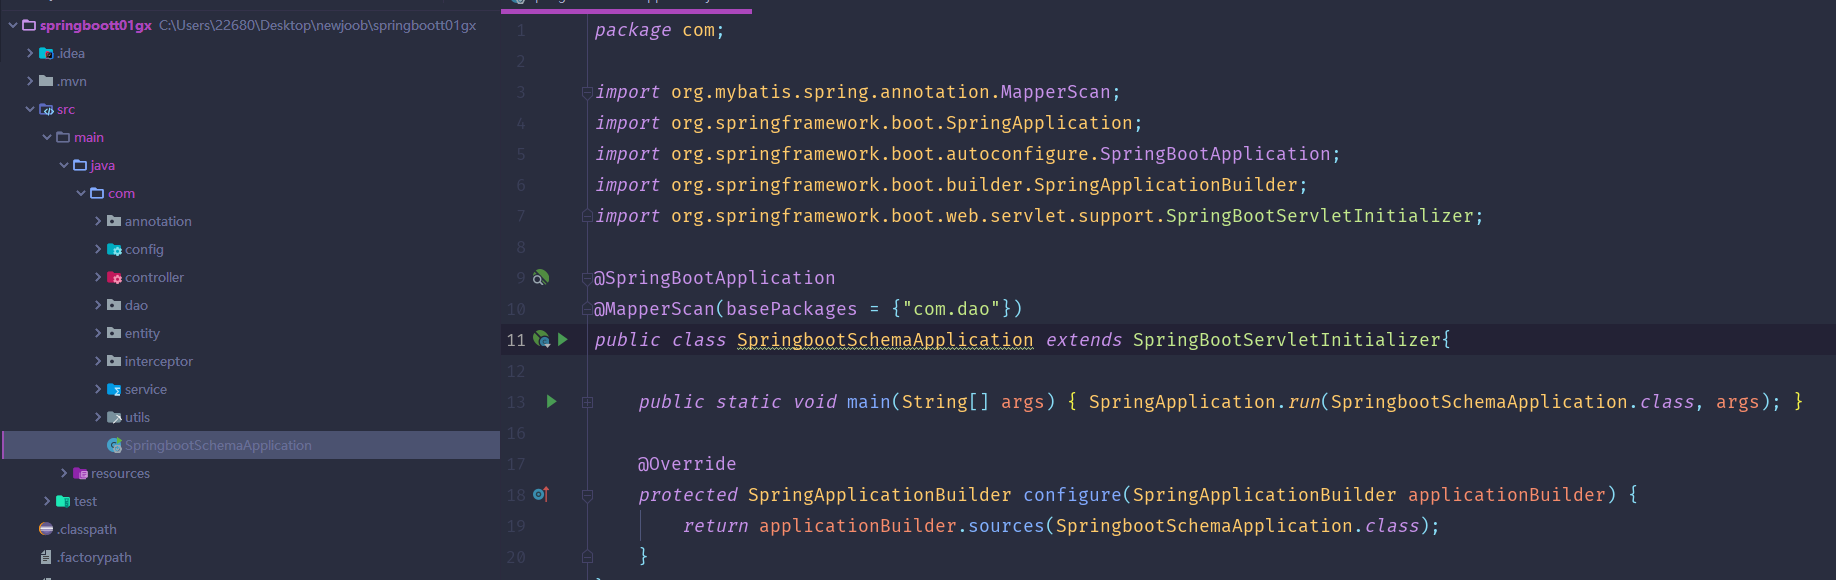 springboott01gx C:\Users\22680\Desktop\newjoob\springboott01gx
.idea
.mvn
src
main
java
com
annotation
config
controller
dao
entity
interceptor
service
utils
SpringbootSchemaApplication
resources
test
.classpath
.factorypath
1 package com;
2
3 import org.mybatis.spring.annotation.MapperScan;
4 import org.springframework.boot.SpringApplication;
5 import org.springframework.boot.autoconfigure.SpringBootApplication;
6 import org.springframework.boot.builder.SpringApplicationBuilder;
7 import org.springframework.boot.web.servlet.support.SpringBootServletInitializer;
8
9 @SpringBootApplication
10 @MapperScan(basePackages = {"com.dao"})
11 public class SpringbootSchemaApplication extends SpringBootServletInitializer{
12
13 public static void main(String[] args) { SpringApplication.run(SpringbootSchemaApplication.class, args); }
16
17 @Override
18 protected SpringApplicationBuilder configure(SpringApplicationBuilder applicationBuilder) {
19 return applicationBuilder.sources(SpringbootSchemaApplication.class);
20 }